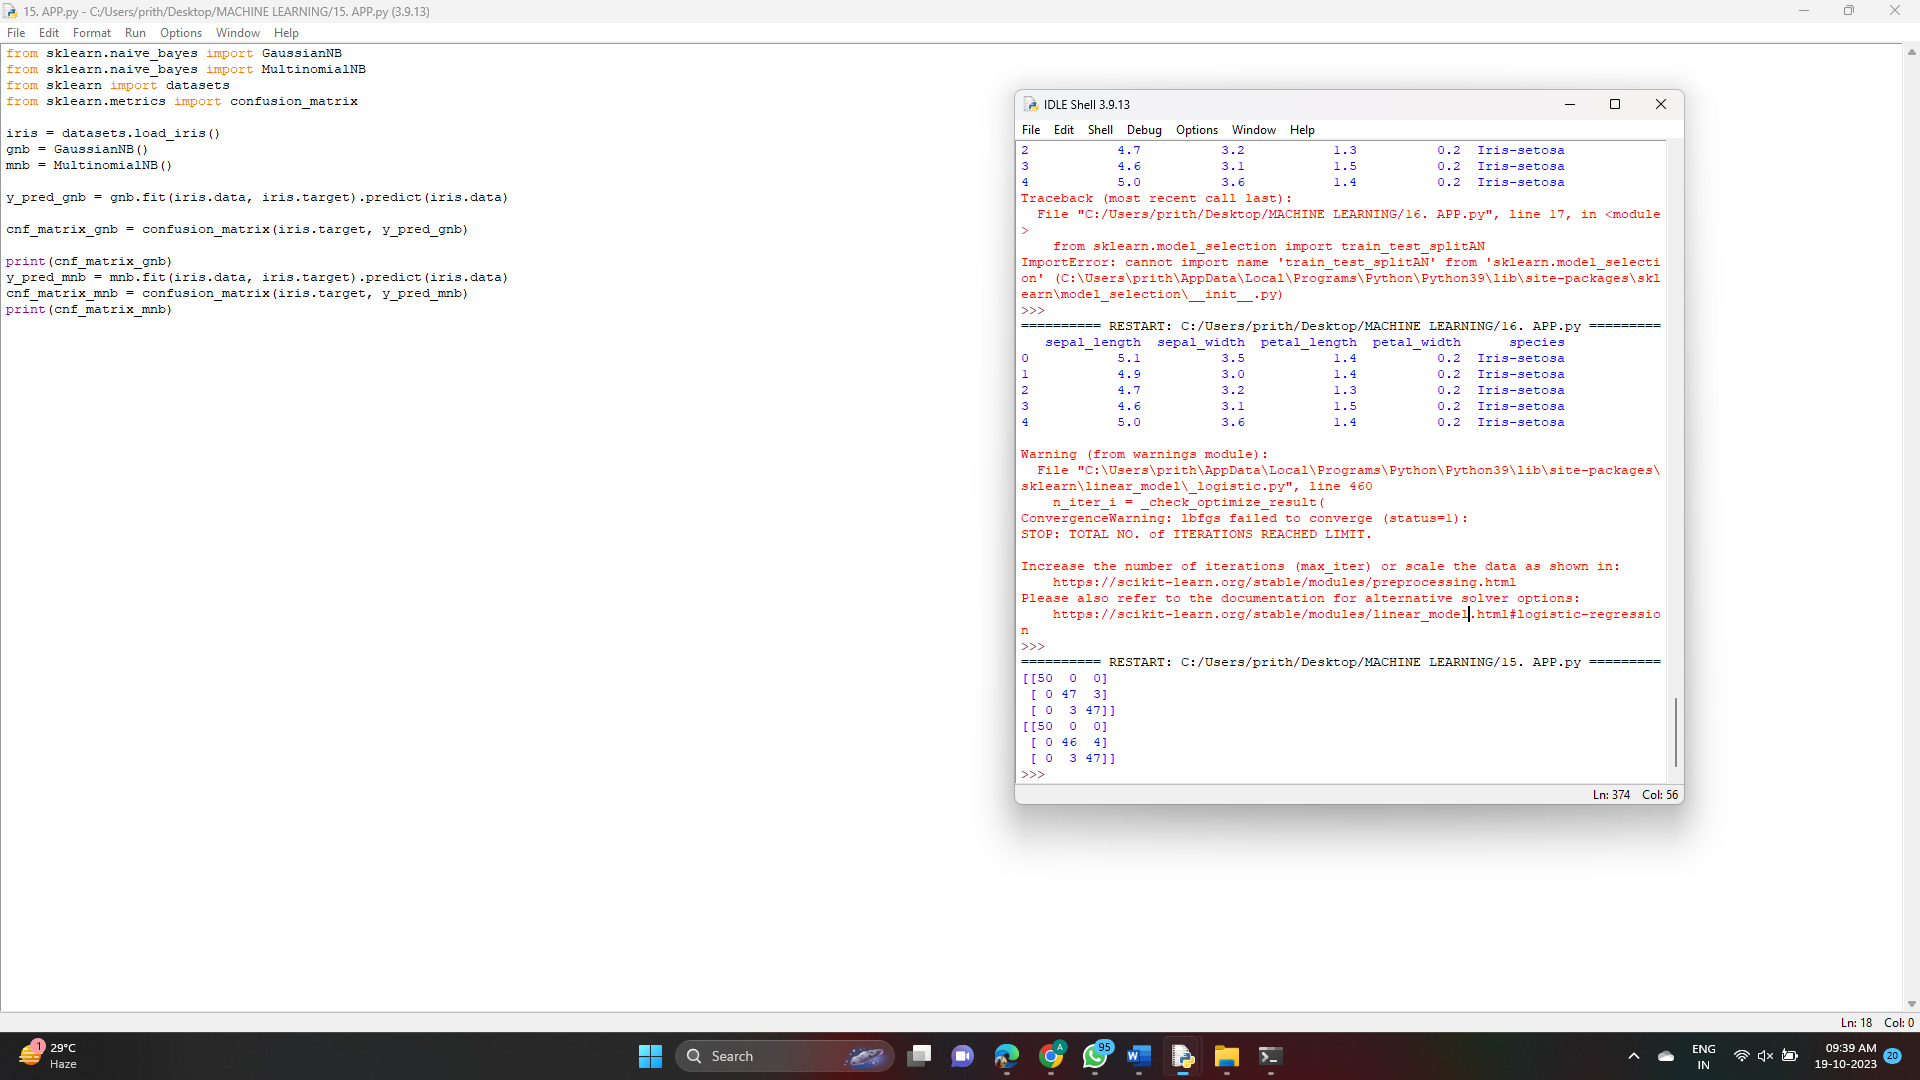 15. APP.py - C:/Users/prith/Desktop/MACHINE LEARNING/15. APP.py (3.9.13)
File Edit Format Run Options Window Help
from sklearn.naive_bayes import GaussianNB
from sklearn.naive_bayes import MultinomialNB
from sklearn import datasets
from sklearn.metrics import confusion_matrix
iris = datasets.load_iris()
gnb = GaussianNB()
mnb = MultinomialNB()
y_pred_gnb = gnb.fit(iris.data, iris.target).predict(iris.data)
cnf_matrix_gnb = confusion_matrix(iris.target, y_pred_gnb)
print(cnf_matrix_gnb)
y_pred_mnb = mnb.fit(iris.data, iris.target).predict(iris.data)
cnf_matrix_mnb = confusion_matrix(iris.target, y_pred_mnb)
print(cnf_matrix_mnb)
IDLE Shell 3.9.13
File Edit Shell Debug Options Window Help
2 4.7 3.2 1.3 0.2 Iris-setosa
3 4.6 3.1 1.5 0.2 Iris-setosa
4 5.0 3.6 1.4 0.2 Iris-setosa
Traceback (most recent call last):
File "C:/Users/prith/Desktop/MACHINE LEARNING/16. APP.py", line 17, in <module
>
from sklearn.model_selection import train_test_splitAN
ImportError: cannot import name 'train_test_splitAN' from 'sklearn.model_selecti
on' (C:\Users\prith\AppData\Local\Programs\Python\Python39\lib\site-packages\skl
earn\model_selection\__init__.py)
>>>
========== RESTART: C:/Users/prith/Desktop/MACHINE LEARNING/16. APP.py =========
sepal_length sepal_width petal_length petal_width species
0 5.1 3.5 1.4 0.2 Iris-setosa
1 4.9 3.0 1.4 0.2 Iris-setosa
2 4.7 3.2 1.3 0.2 Iris-setosa
3 4.6 3.1 1.5 0.2 Iris-setosa
4 5.0 3.6 1.4 0.2 Iris-setosa
Warning (from warnings module):
File "C:\Users\prith\AppData\Local\Programs\Python\Python39\lib\site-packages\
sklearn\linear_model\_logistic.py", line 460
n_iter_i = _check_optimize_result(
ConvergenceWarning: lbfgs failed to converge (status=1):
STOP: TOTAL NO. of ITERATIONS REACHED LIMIT.
Increase the number of iterations (max_iter) or scale the data as shown in:
https://scikit-learn.org/stable/modules/preprocessing.html
Please also refer to the documentation for alternative solver options:
https://scikit-learn.org/stable/modules/linear_model.html#logistic-regressio
n
>>>
========== RESTART: C:/Users/prith/Desktop/MACHINE LEARNING/15. APP.py =========
[[50 0 0]
[ 0 47 3]
[ 0 3 47]]
[[50 0 0]
[ 0 46 4]
[ 0 3 47]]
>>>
Ln: 374 Col: 56
Ln: 18 Col: 0
1
29°C
Haze
Search
A
95
ENG
IN
09:39 AM
19-10-2023
20